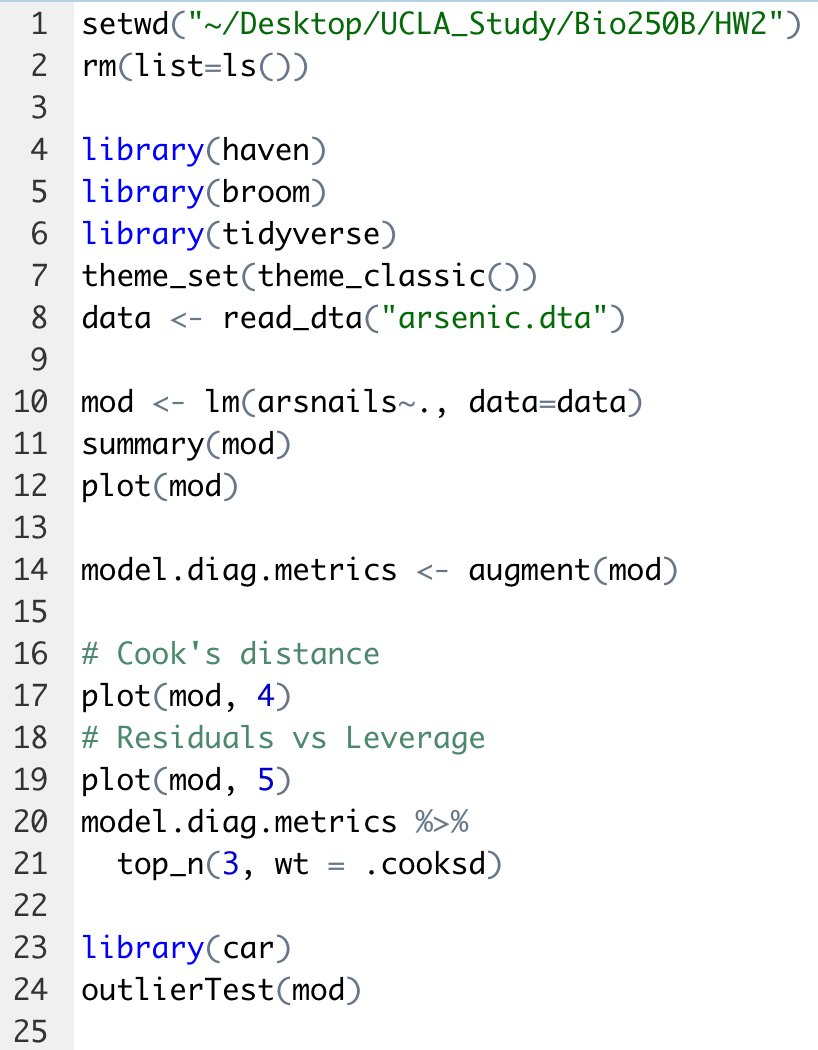 1 setwd("~/Desktop/UCLA_Study/Bio250B/HW2")
2 rm(list=ls())
3
4 library(haven)
5 library(broom)
6 library(tidyverse)
7 theme_set(theme_classic())
8 data <- read_dta("arsenic.dta")
9
10 mod <- lm(arsnails~., data=data)
11 summary(mod)
12 plot(mod)
13
14 model.diag.metrics <- augment(mod)
15
16 # Cook's distance
17 plot(mod, 4)
18 # Residuals vs Leverage
19 plot(mod, 5)
20 model.diag.metrics %>%
21   top_n(3, wt = .cooksd)
22
23 library(car)
24 outlierTest(mod)
25